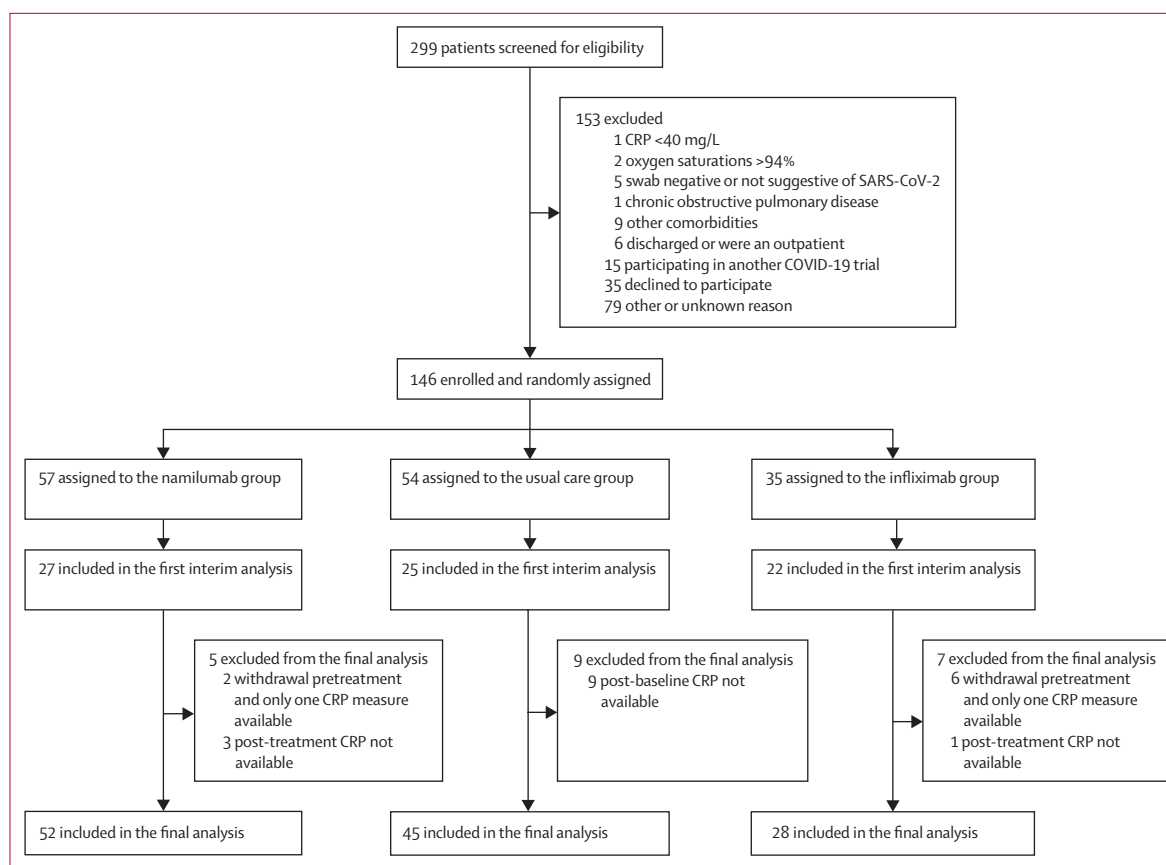 299 patients screened for eligibility
153 excluded
1 CRP <40 mg/L
2 oxygen saturations >94%
5 swab negative or not suggestive of SARS-CoV-2
1 chronic obstructive pulmonary disease
9 other comorbidities
6 discharged or were an outpatient
15 participating in another COVID-19 trial
35 declined to participate
79 other or unknown reason
146 enrolled and randomly assigned
57 assigned to the namilumab group
54 assigned to the usual care group
35 assigned to the infliximab group
27 included in the first interim analysis
25 included in the first interim analysis
22 included in the first interim analysis
5 excluded from the final analysis
2 withdrawal pretreatment
and only one CRP measure
available
3 post-treatment CRP not
available
9 excluded from the final analysis
9 post-baseline CRP not
available
7 excluded from the final analysis
6 withdrawal pretreatment
and only one CRP measure
available
1 post-treatment CRP not
available
52 included in the final analysis
45 included in the final analysis
28 included in the final analysis